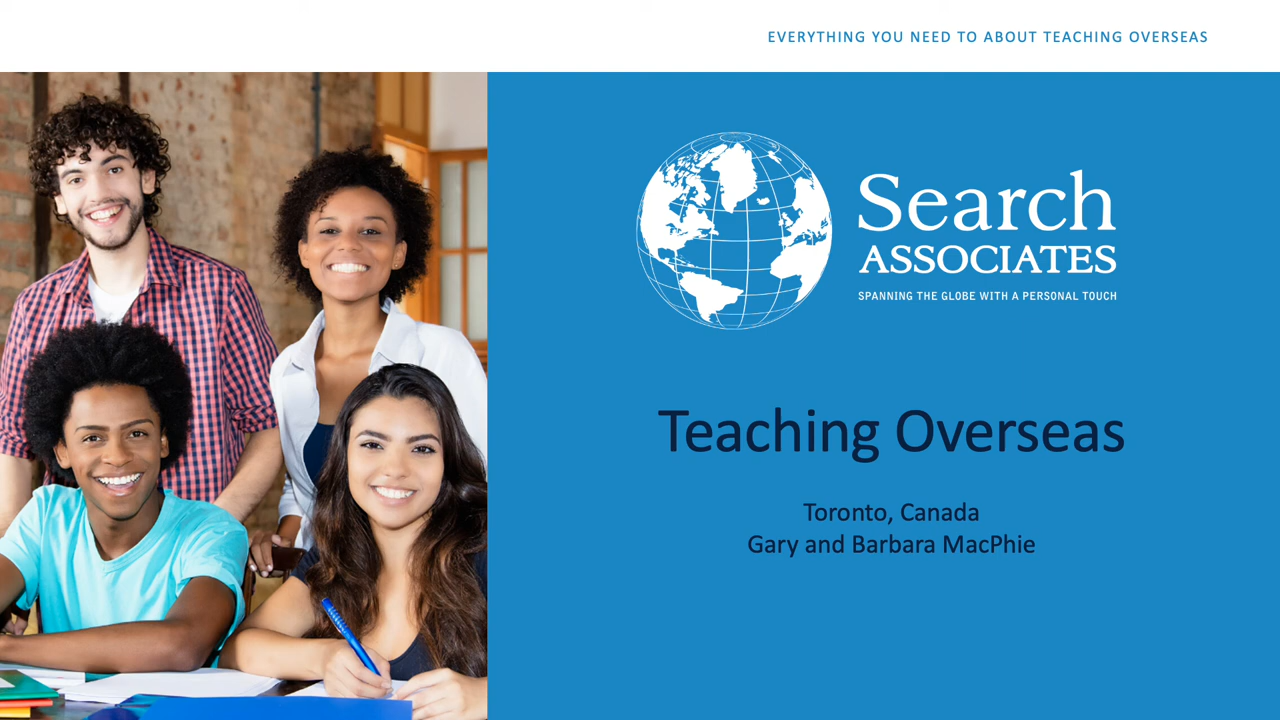 EVERYTHING YOU NEED TO ABOUT TEACHING OVERSEAS
Search
ASSOCIATES
SPANNING THE GLOBE WITH A PERSONAL TOUCH
Teaching Overseas
Toronto, Canada
Gary and Barbara MacPhie